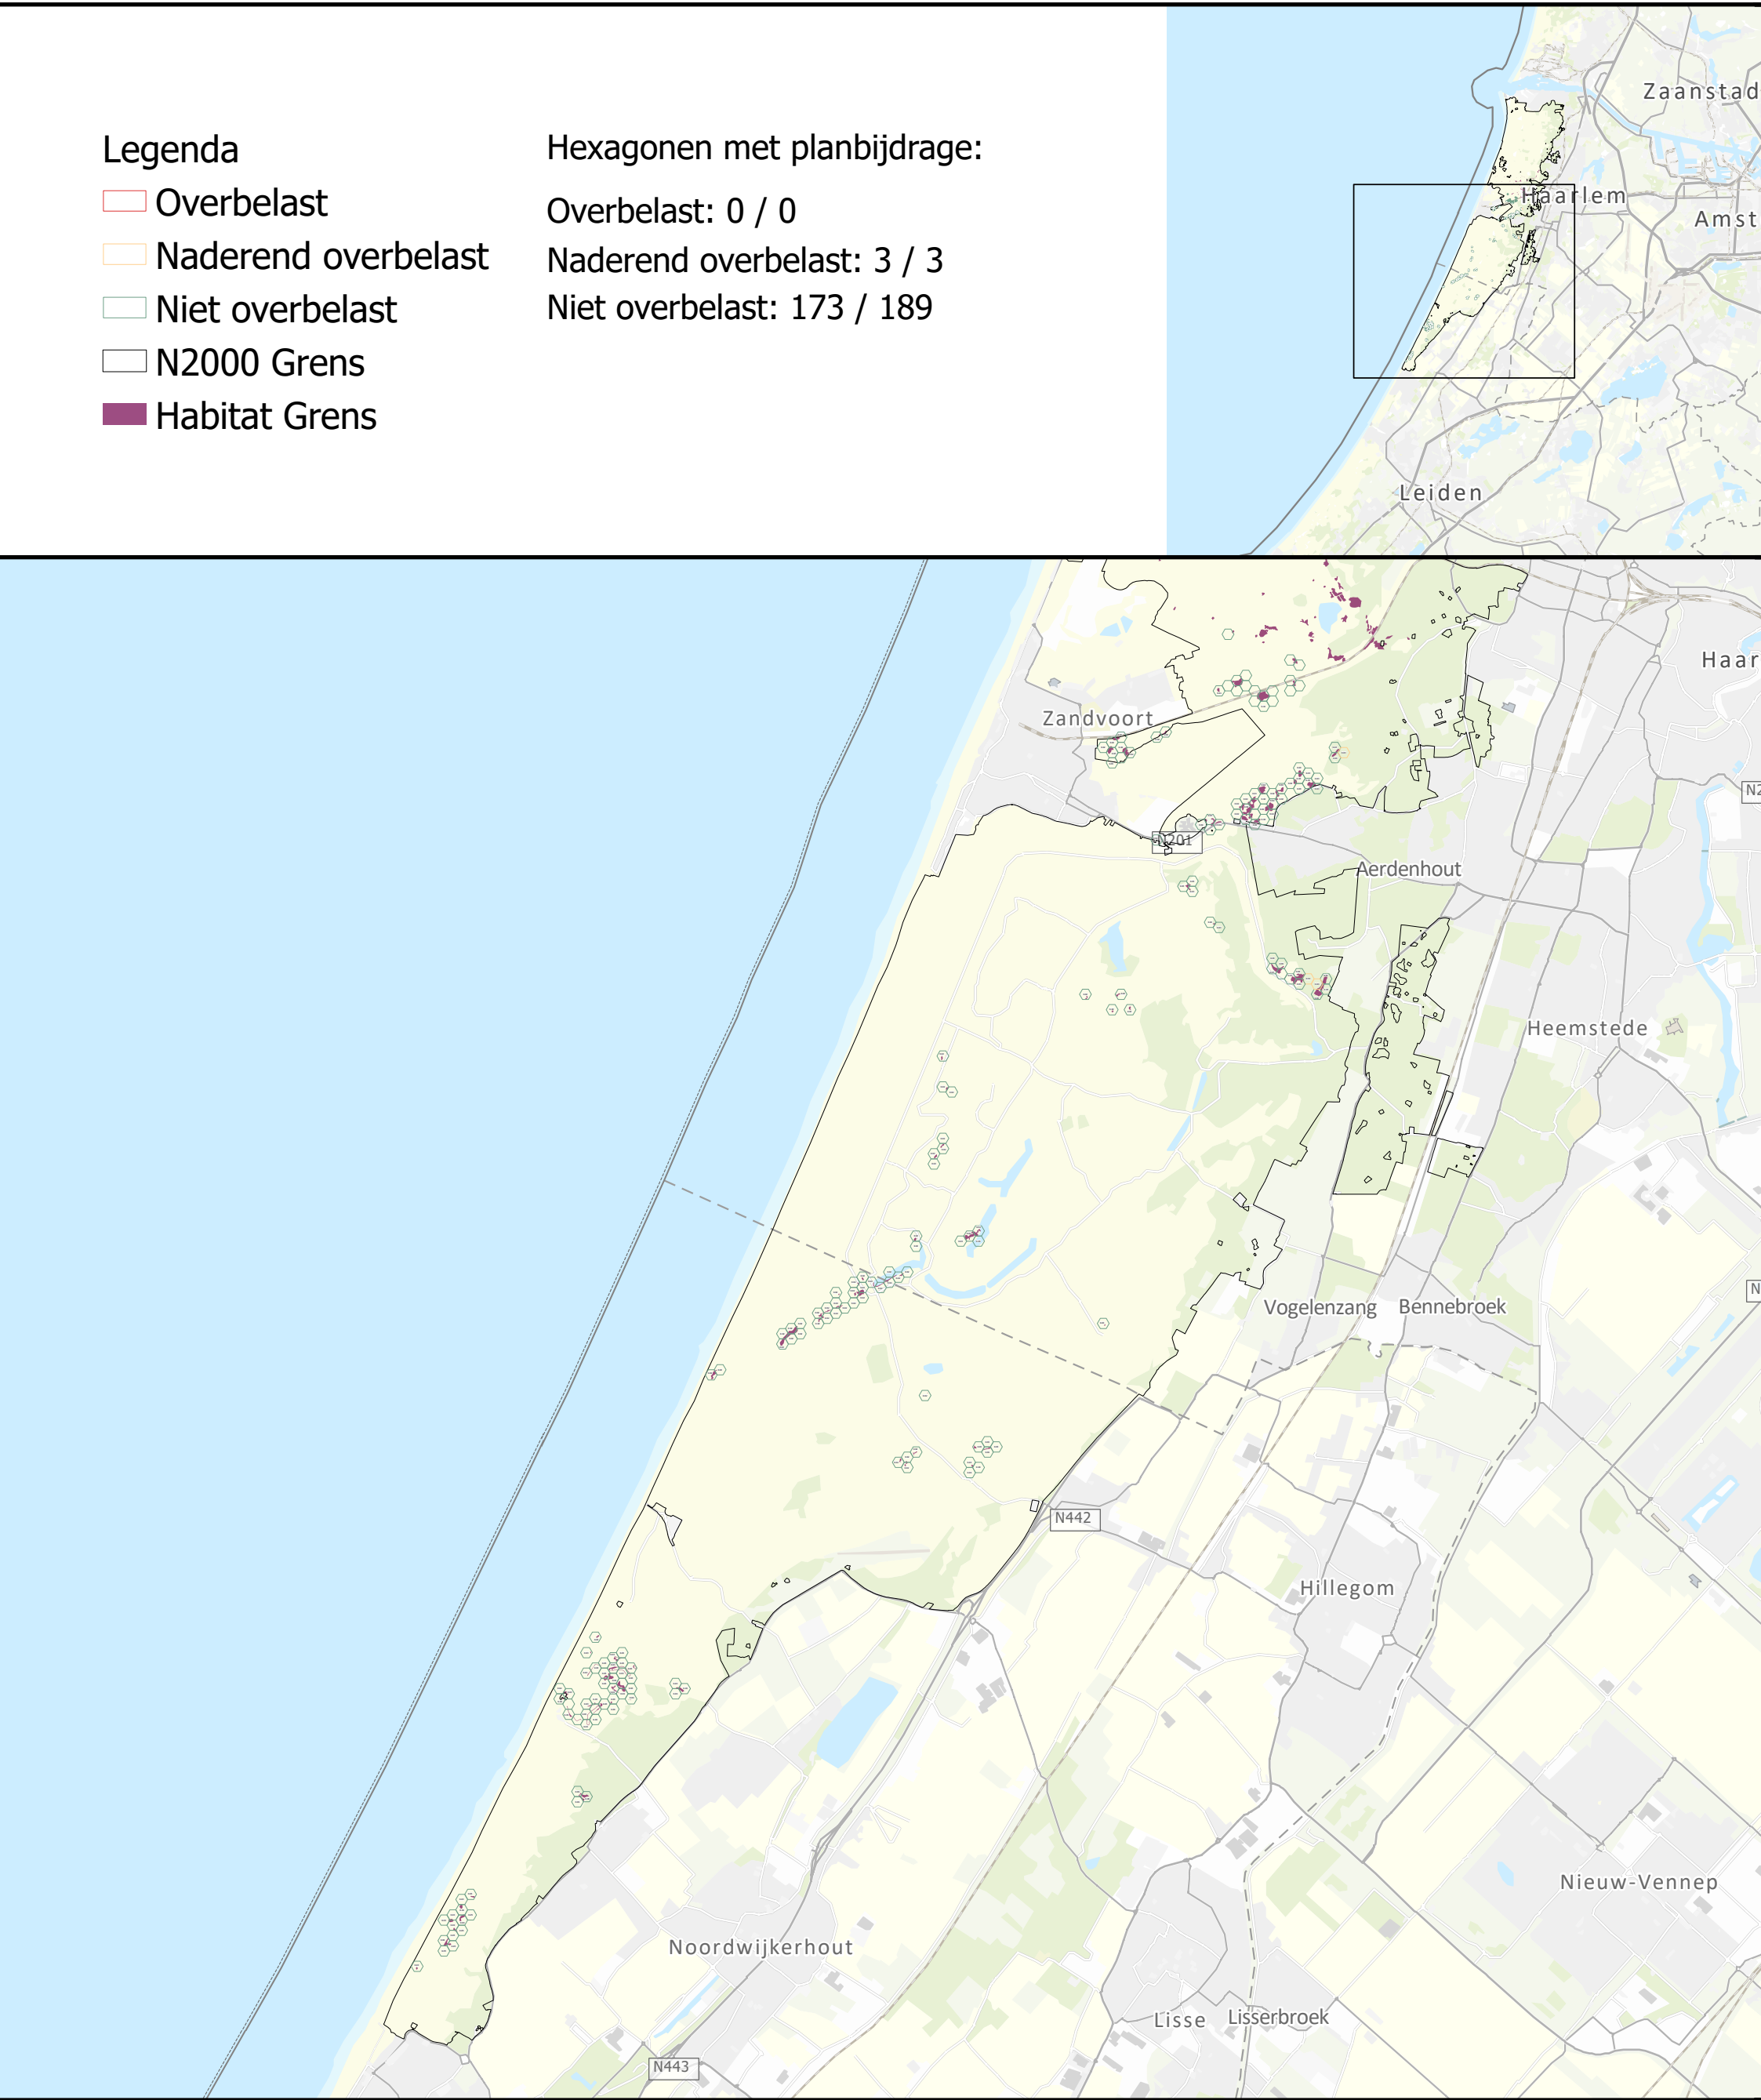 Legenda
Overbelast
Naderend overbelast
Niet overbelast
N2000 Grens
Habitat Grens
Hexagonen met planbijdrage:
Overbelast: 0 / 0
Naderend overbelast: 3 / 3
Niet overbelast: 173 / 189
Zaanstad
Haarlem
Amst
Leiden
Haar
Zandvoort
N2
N201
Aerdenhout
Heemstede
N
Vogelenzang
Bennebroek
N442
Hillegom
Nieuw-Vennep
Noordwijkerhout
Lisse
Lisserbroek
N443